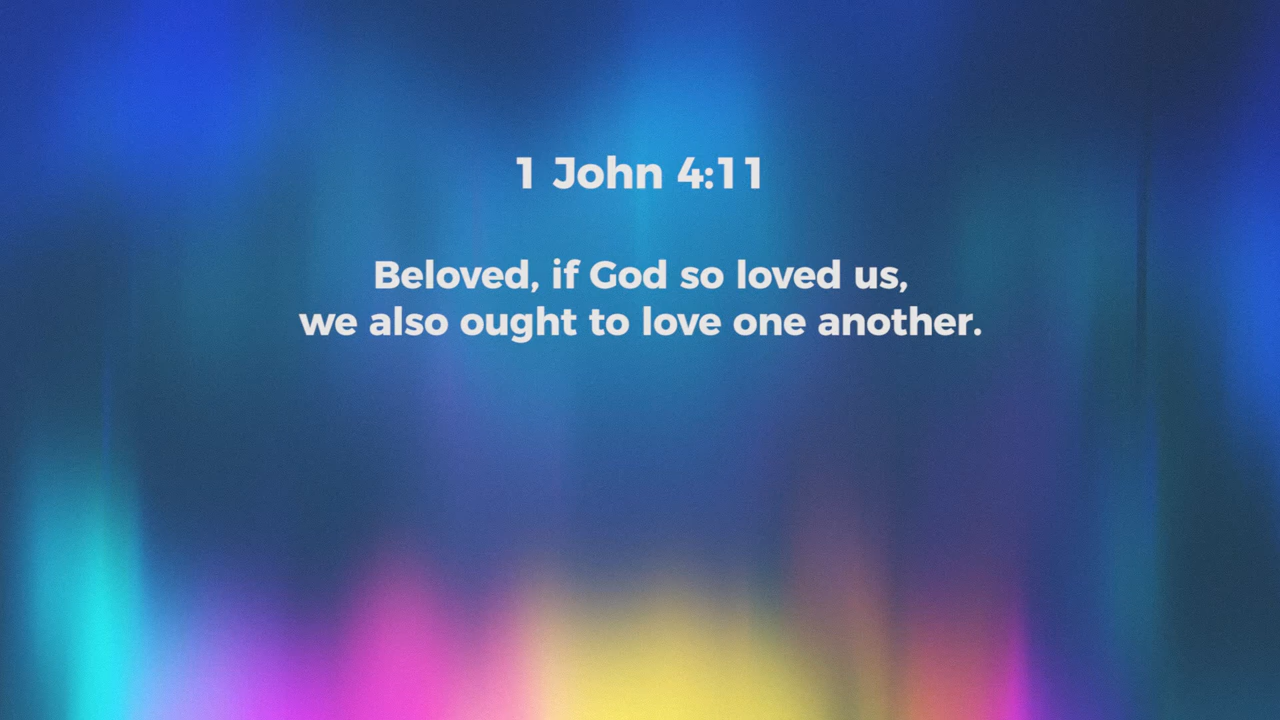 1 John 4:11
Beloved, if God so loved us,
we also ought to love one another.